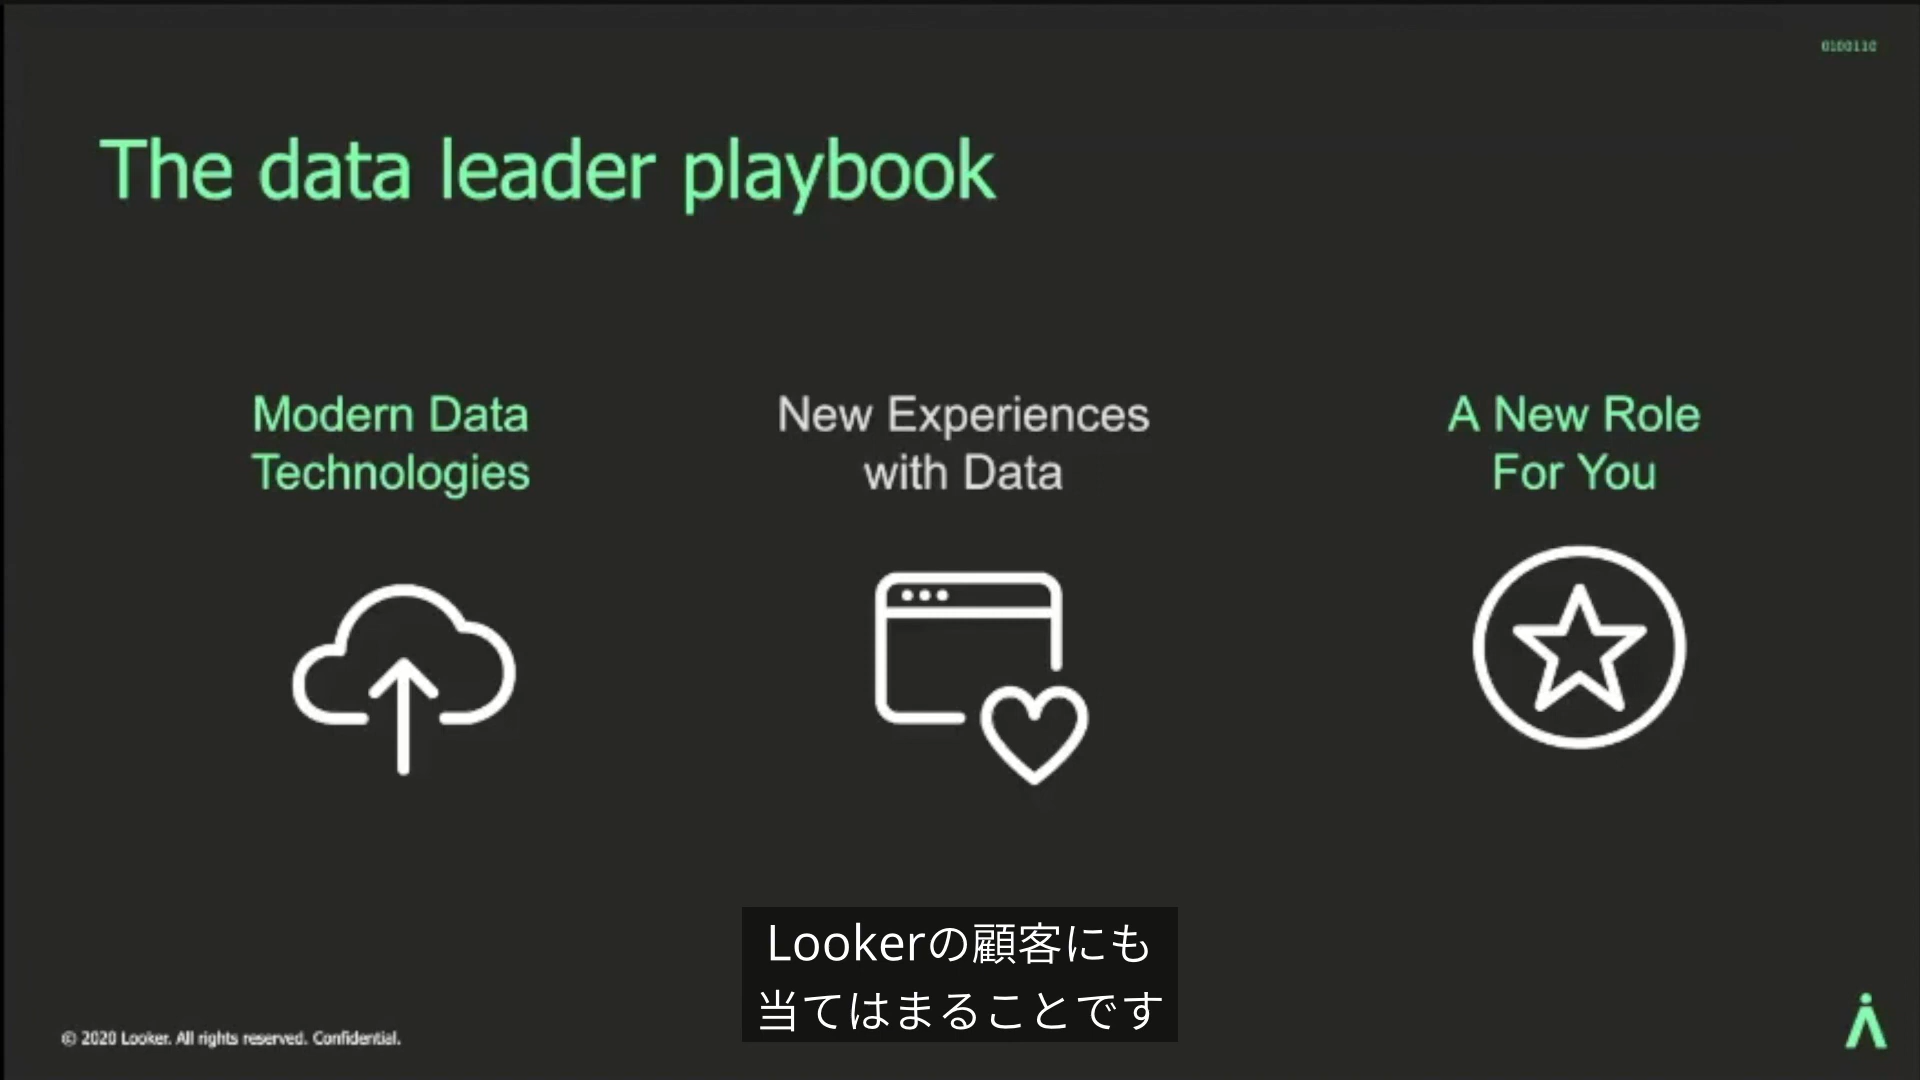 0100110
The data leader playbook
Modern Data
Technologies
New Experiences
with Data
A New Role
For You
Lookerの顧客にも
当てはまることです
© 2020 Looker. All rights reserved. Confidential.